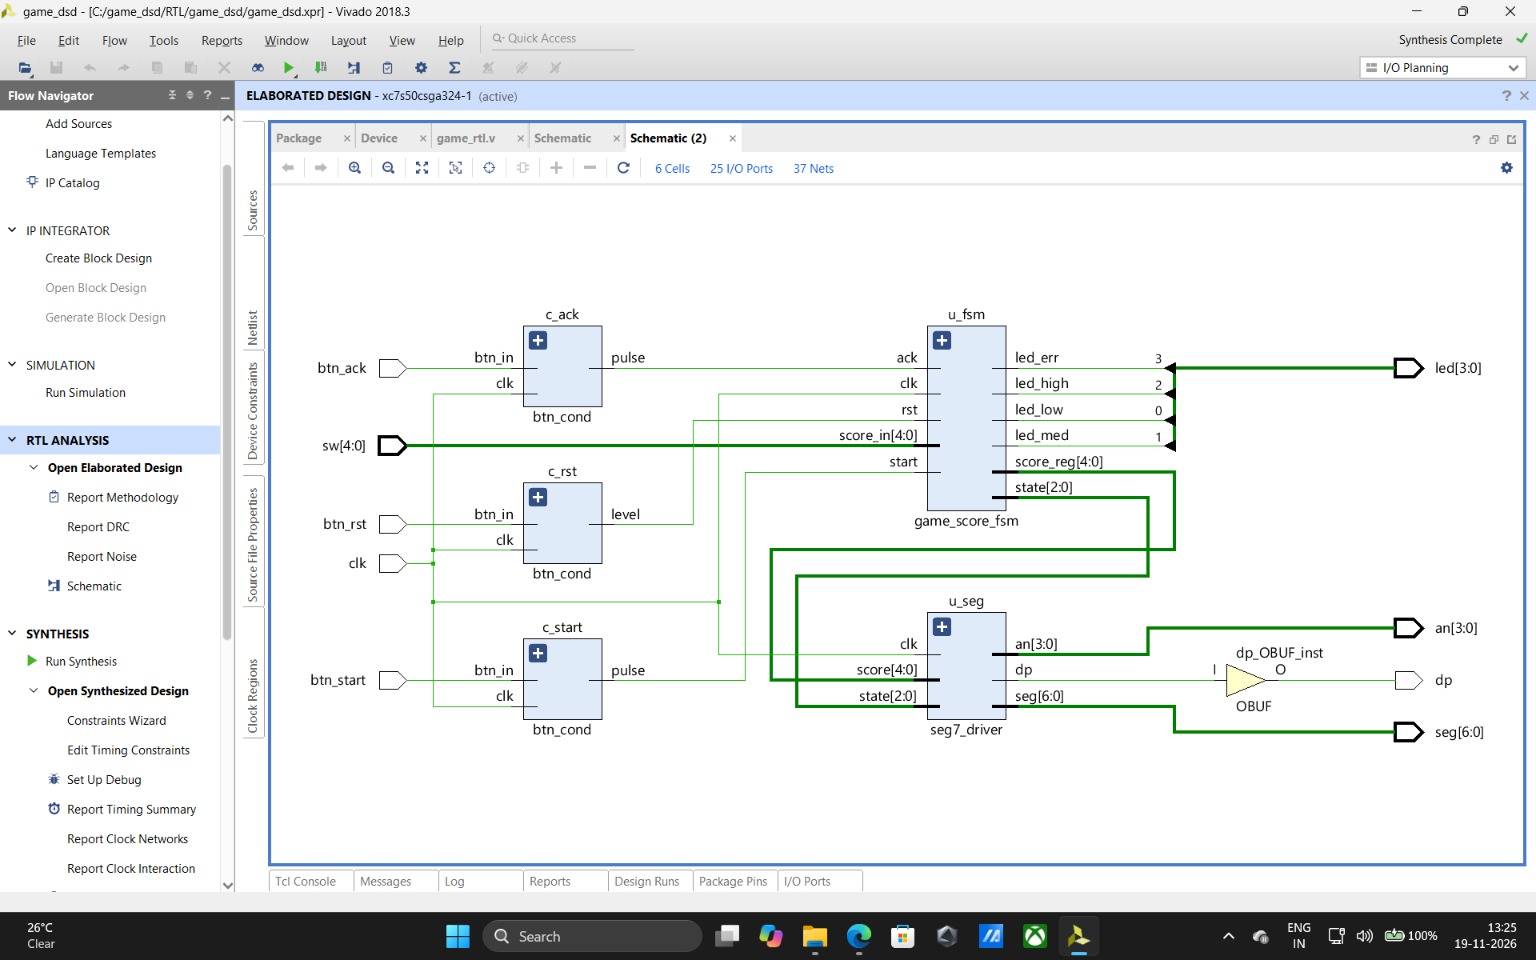 game_dsd - [C:/game_dsd/RTL/game_dsd/game_dsd.xpr] - Vivado 2018.3
File Edit Flow Tools Reports Window Layout View Help Quick Access
Synthesis Complete
I/O Planning
Flow Navigator
ELABORATED DESIGN - xc7s50csga324-1 (active)
Add Sources
Language Templates
IP Catalog
IP INTEGRATOR
Create Block Design
Open Block Design
Generate Block Design
SIMULATION
Run Simulation
RTL ANALYSIS
Open Elaborated Design
Report Methodology
Report DRC
Report Noise
Schematic
SYNTHESIS
Run Synthesis
Open Synthesized Design
Constraints Wizard
Edit Timing Constraints
Set Up Debug
Report Timing Summary
Report Clock Networks
Report Clock Interaction
Sources
Netlist
Device Constraints
Source File Properties
Clock Regions
Package Device game_rtl.v Schematic Schematic (2)
6 Cells 25 I/O Ports 37 Nets
btn_ack
sw[4:0]
btn_rst
clk
btn_start
c_ack
btn_in
clk
pulse
btn_cond
c_rst
btn_in
clk
level
btn_cond
c_start
btn_in
clk
pulse
btn_cond
u_fsm
ack
clk
rst
score_in[4:0]
start
led_err 3
led_high 2
led_low 0
led_med 1
score_reg[4:0]
state[2:0]
game_score_fsm
u_seg
clk
score[4:0]
state[2:0]
an[3:0]
dp
seg[6:0]
seg7_driver
dp_OBUF_inst
I O
OBUF
led[3:0]
an[3:0]
dp
seg[6:0]
Tcl Console Messages Log Reports Design Runs Package Pins I/O Ports
26°C
Clear
Search
ENG
IN
100%
13:25
19-11-2026